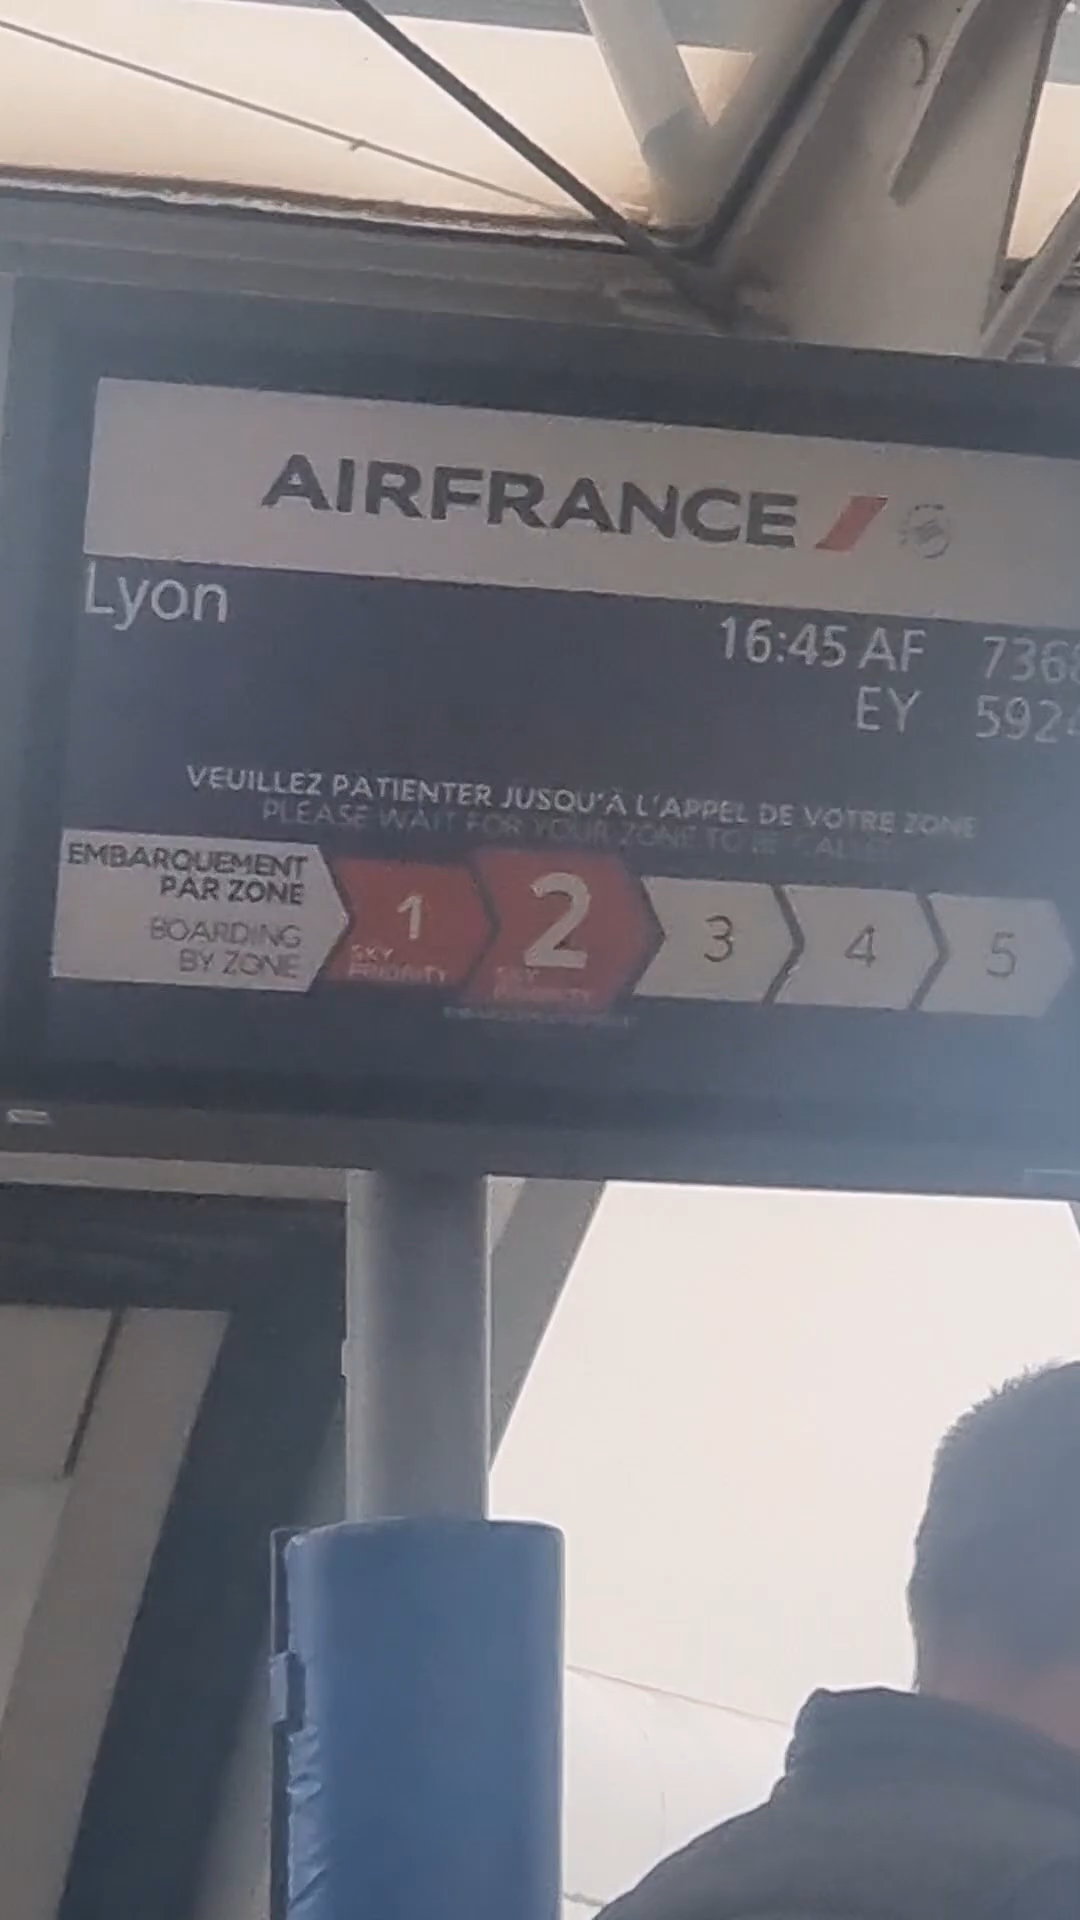 AIRFRANCE
Lyon
16:45 AF 7368
EY 5924
VEUILLEZ PATIENTER JUSQU'À L'APPEL DE VOTRE ZONE
PLEASE WAIT FOR YOUR ZONE TO BE CALLED
EMBARQUEMENT
PAR ZONE
BOARDING
BY ZONE
1
SKY
PRIORITY
2
SKY
PRIORITY
3
4
5